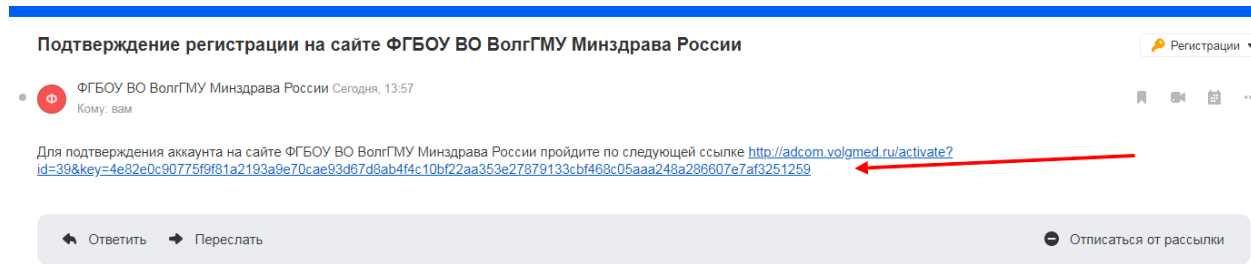 Подтверждение регистрации на сайте ФГБОУ ВО ВолгГМУ Минздрава России
Регистрации
Ф
ФГБОУ ВО ВолгГМУ Минздрава России Сегодня, 13:57
Кому: вам
Для подтверждения аккаунта на сайте ФГБОУ ВО ВолгГМУ Минздрава России пройдите по следующей ссылке http://adcom.volgmed.ru/activate?
id=39&key=4e82e0c90775f9f81a2193a9e70cae93d67d8ab4f4c10bf22aa353e27879133cbf468c05aaa248a286607e7af3251259
Ответить
Переслать
Отписаться от рассылки